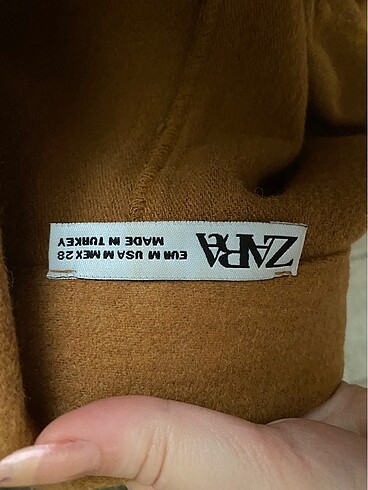 ZARA
EUR M USA M MEX 28
MADE IN TURKEY